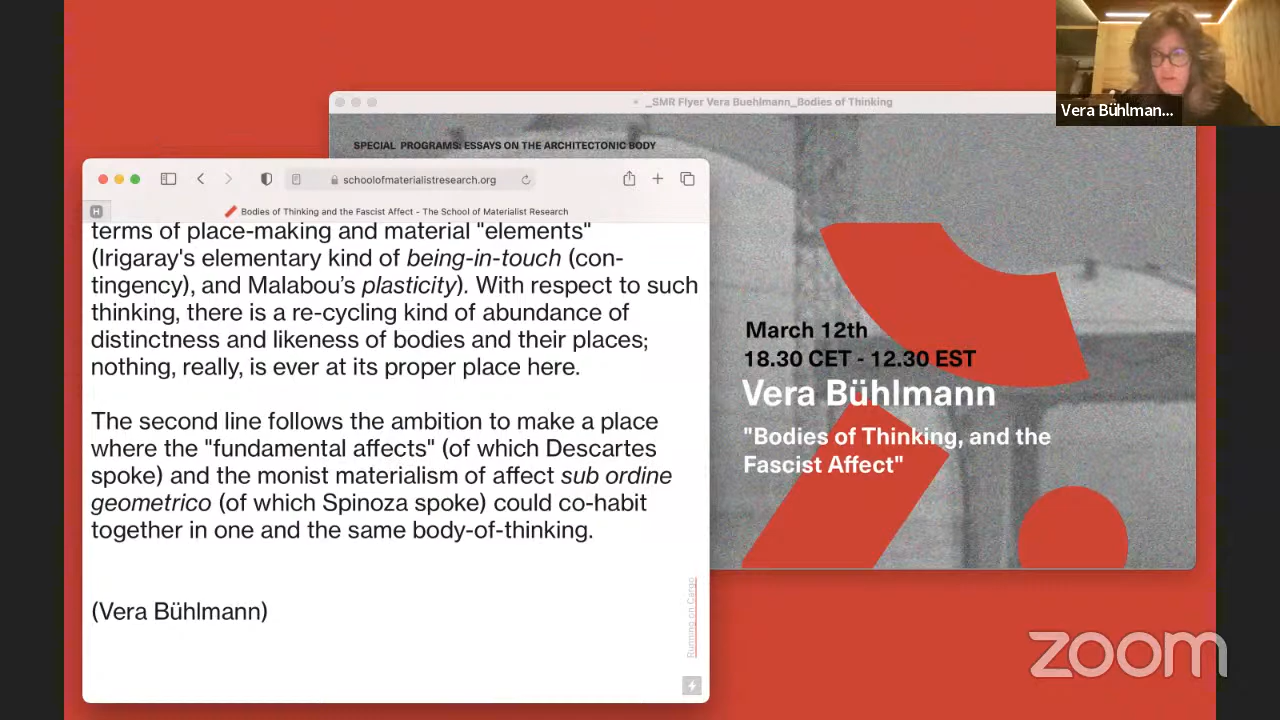 Vera Bühlman...
_SMR Flyer Vera Buehlmann_Bodies of Thinking
SPECIAL PROGRAMS: ESSAYS ON THE ARCHITECTONIC BODY
schoolofmaterialistresearch.org
H
Bodies of Thinking and the Fascist Affect - The School of Materialist Research
terms of place-making and material "elements"
(Irigaray's elementary kind of being-in-touch (con-
tingency), and Malabou’s plasticity). With respect to such
thinking, there is a re-cycling kind of abundance of
distinctness and likeness of bodies and their places;
nothing, really, is ever at its proper place here.
The second line follows the ambition to make a place
where the "fundamental affects" (of which Descartes
spoke) and the monist materialism of affect sub ordine
geometrico (of which Spinoza spoke) could co-habit
together in one and the same body-of-thinking.
(Vera Bühlmann)
Running on Cargo
March 12th
18.30 CET - 12.30 EST
Vera Bühlmann
"Bodies of Thinking, and the
Fascist Affect"
zoom